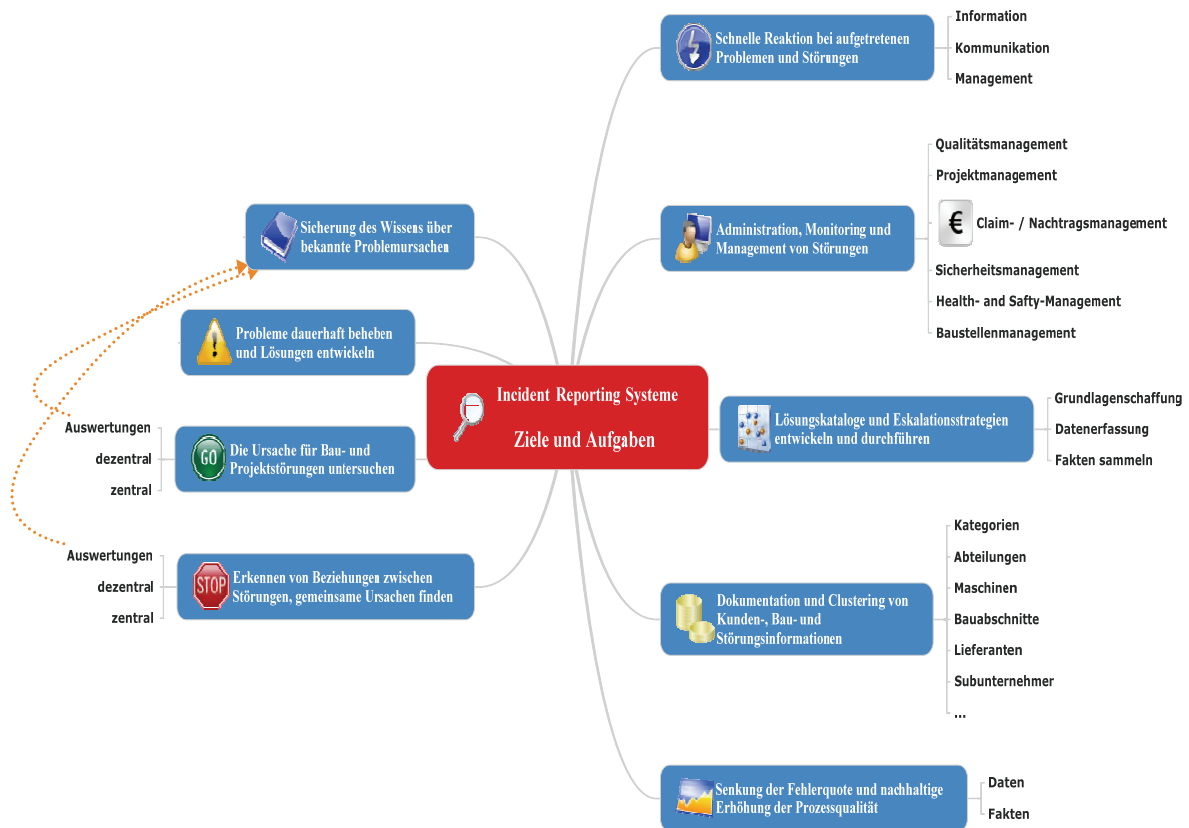 Incident Reporting Systeme
Ziele und Aufgaben
Schnelle Reaktion bei aufgetretenen
Problemen und Störungen
Information
Kommunikation
Management
Administration, Monitoring und
Management von Störungen
Qualitätsmanagement
Projektmanagement
€ Claim- / Nachtragsmanagement
Sicherheitsmanagement
Health- and Safty-Management
Baustellenmanagement
Lösungskataloge und Eskalationsstrategien
entwickeln und durchführen
Grundlagenschaffung
Datenerfassung
Fakten sammeln
Dokumentation und Clustering von
Kunden-, Bau- und
Störungsinformationen
Kategorien
Abteilungen
Maschinen
Bauabschnitte
Lieferanten
Subunternehmer
...
Senkung der Fehlerquote und nachhaltige
Erhöhung der Prozessqualität
Daten
Fakten
Sicherung des Wissens über
bekannte Problemursachen
Probleme dauerhaft beheben
und Lösungen entwickeln
GO
Die Ursache für Bau- und
Projektstörungen untersuchen
Auswertungen
dezentral
zentral
STOP
Erkennen von Beziehungen zwischen
Störungen, gemeinsame Ursachen finden
Auswertungen
dezentral
zentral